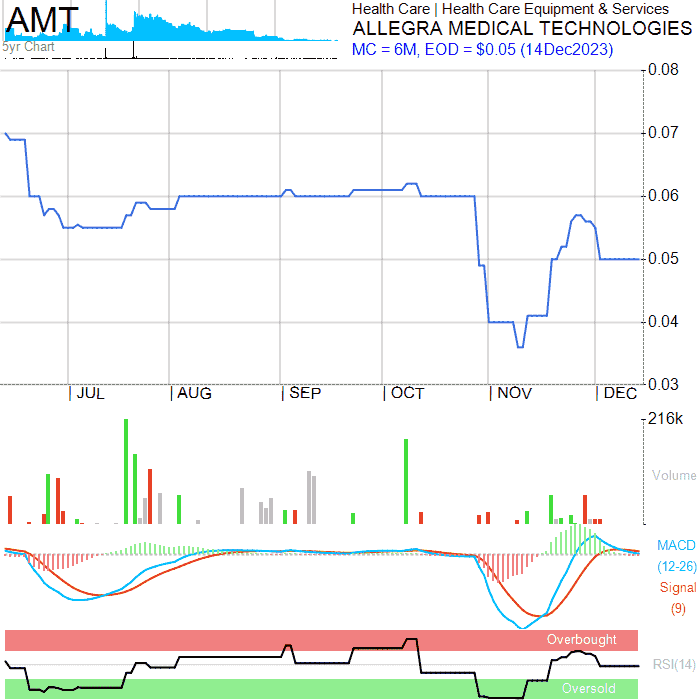 AMT
Health Care | Health Care Equipment & Services
ALLEGRA MEDICAL TECHNOLOGIES
5yr Chart
MC = 6M, EOD = $0.05 (14Dec2023)
0.08
0.07
0.06
0.05
0.04
0.03
| JUL | AUG | SEP | OCT | NOV | DEC
216k
Volume
MACD
(12-26)
Signal
(9)
Overbought
RSI(14)
Oversold